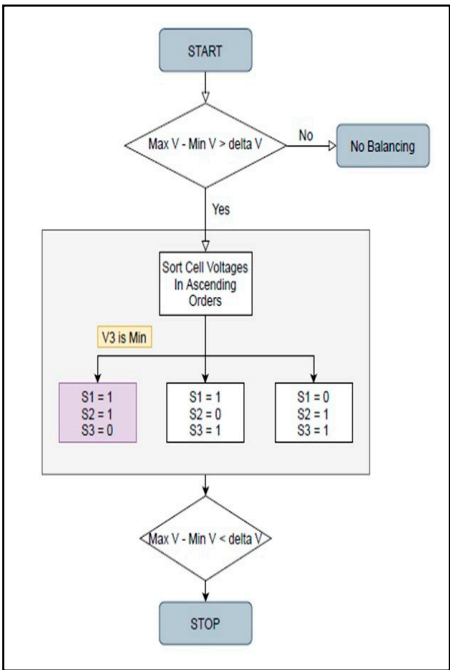 START
Max V - Min V > delta V
No
No Balancing
Yes
Sort Cell Voltages
In Ascending
Orders
V3 is Min
S1 = 1
S2 = 1
S3 = 0
S1 = 1
S2 = 0
S3 = 1
S1 = 0
S2 = 1
S3 = 1
Max V - Min V < delta V
STOP